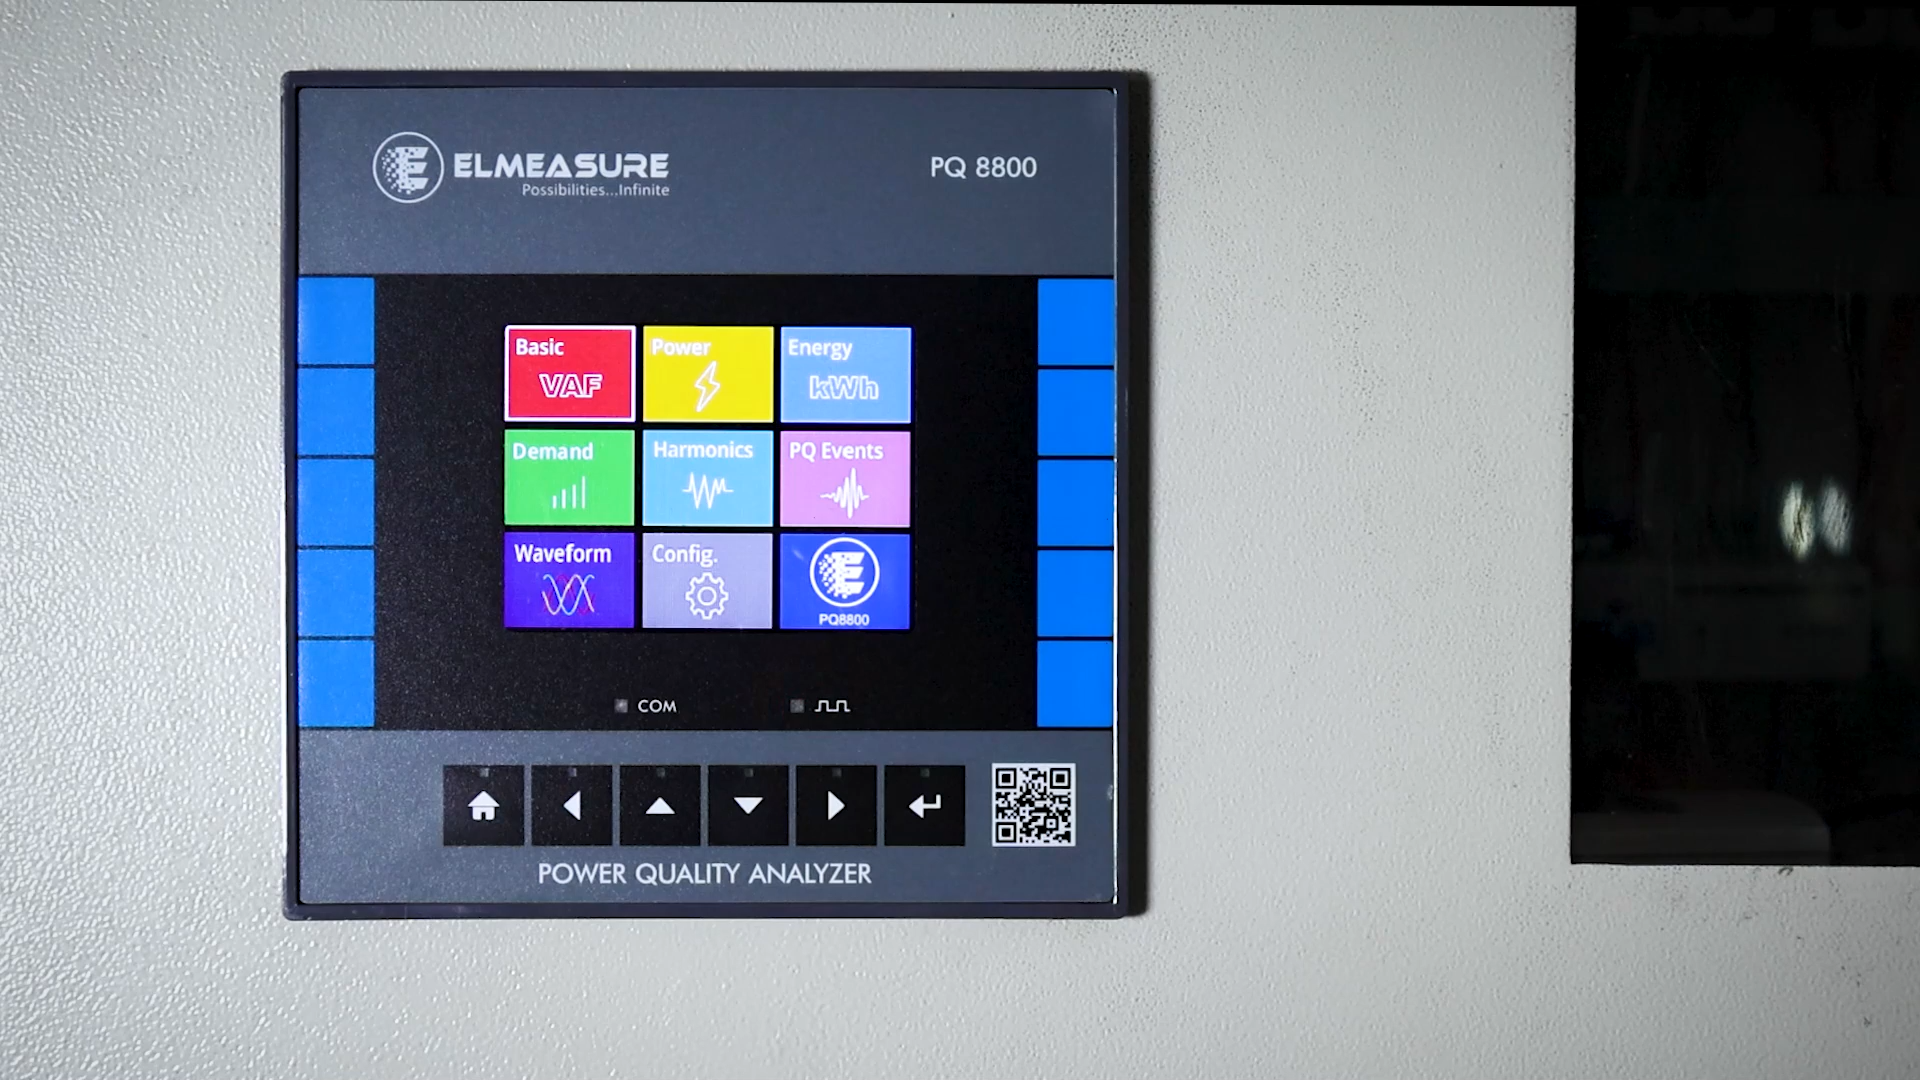 ELMEASURE
Possibilities...Infinite
PQ 8800
Basic
VAF
Power
Energy
kWh
Demand
Harmonics
PQ Events
Waveform
Config.
PQ8800
COM
POWER QUALITY ANALYZER